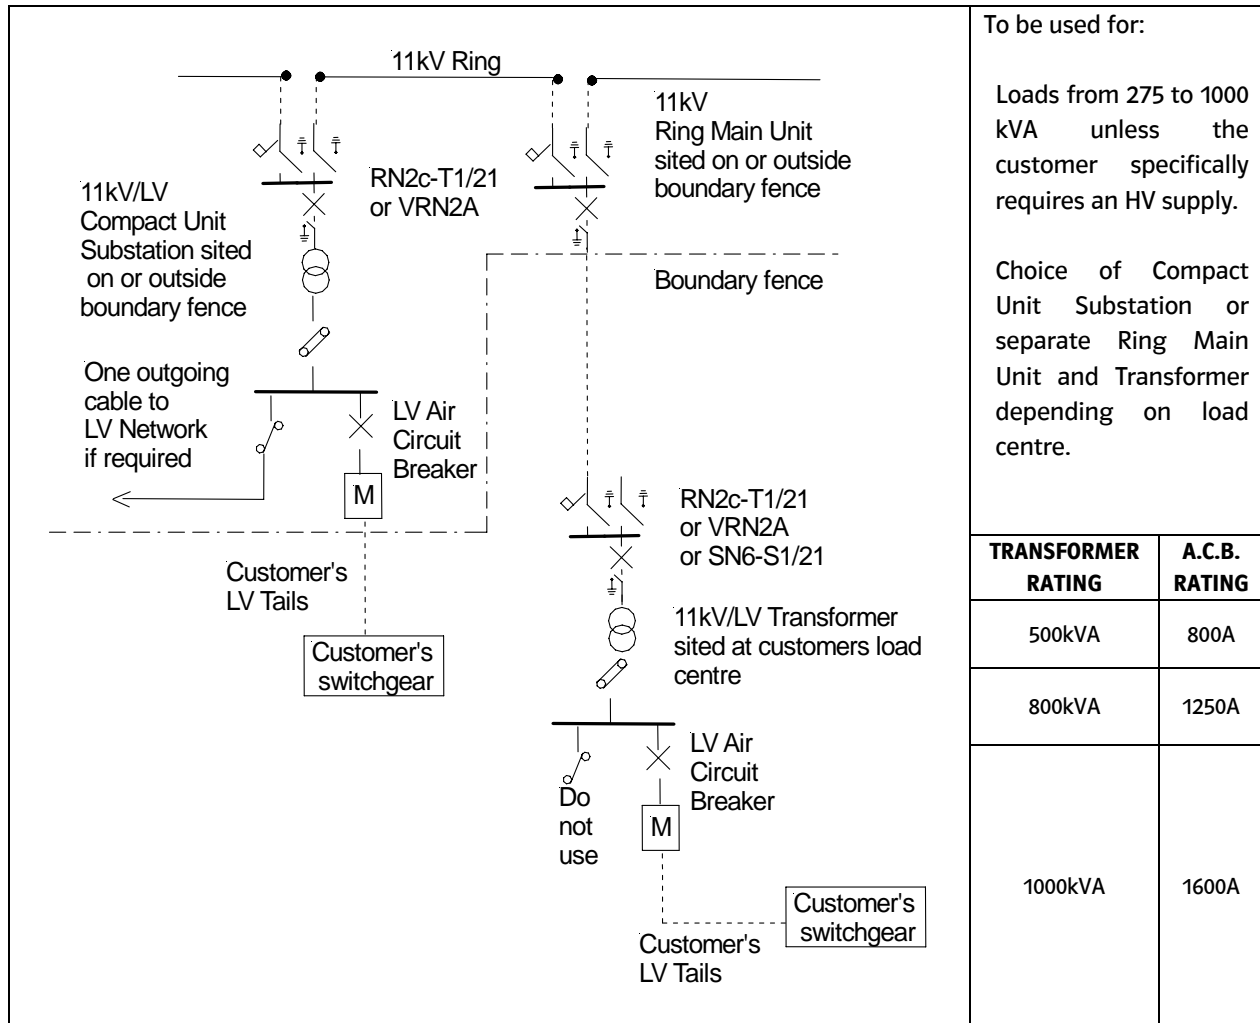 11kV Ring
11kV
Ring Main Unit
sited on or outside
boundary fence
RN2c-T1/21
or VRN2A
11kV/LV
Compact Unit
Substation sited
on or outside
boundary fence
Boundary fence
One outgoing
cable to
LV Network
if required
LV Air
Circuit
Breaker
M
Customer's
LV Tails
Customer's
switchgear
RN2c-T1/21
or VRN2A
or SN6-S1/21
11kV/LV Transformer
sited at customers load
centre
LV Air
Circuit
Breaker
Do
not
use
M
Customer's
switchgear
Customer's
LV Tails
To be used for:
Loads from 275 to 1000
kVA unless the
customer specifically
requires an HV supply.
Choice of Compact
Unit Substation or
separate Ring Main
Unit and Transformer
depending on load
centre.
TRANSFORMER
RATING
A.C.B.
RATING
500kVA
800A
800kVA
1250A
1000kVA
1600A